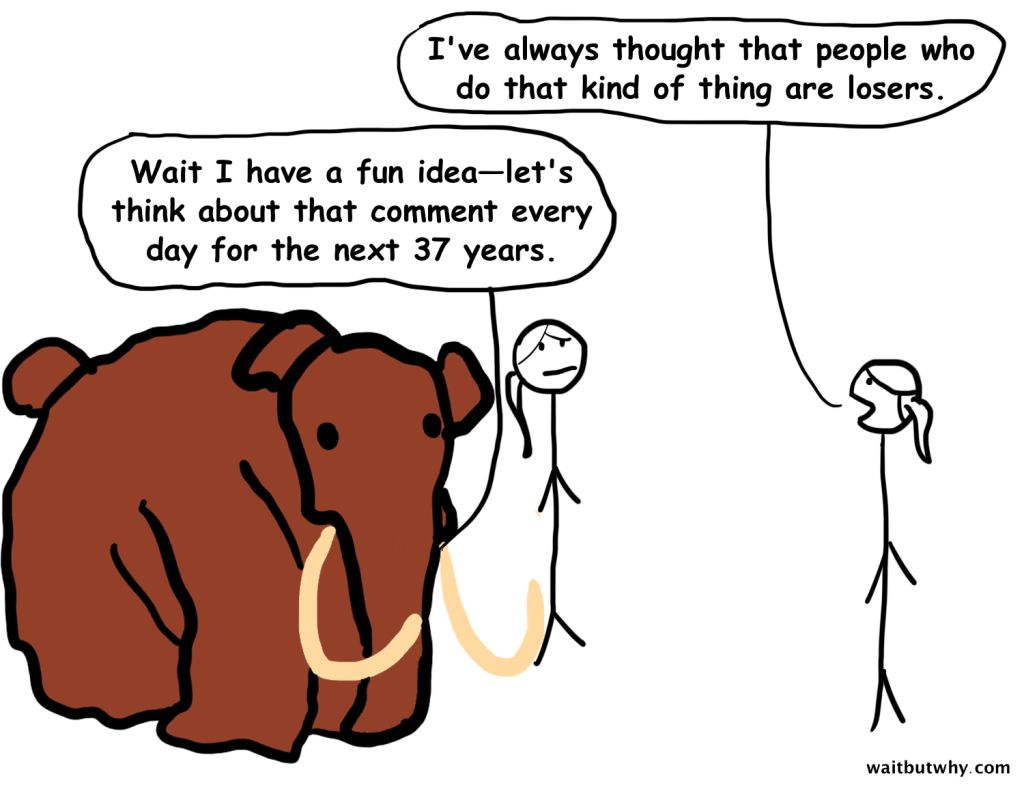 I've always thought that people who
do that kind of thing are losers.
Wait I have a fun idea—let's
think about that comment every
day for the next 37 years.
waitbutwhy.com